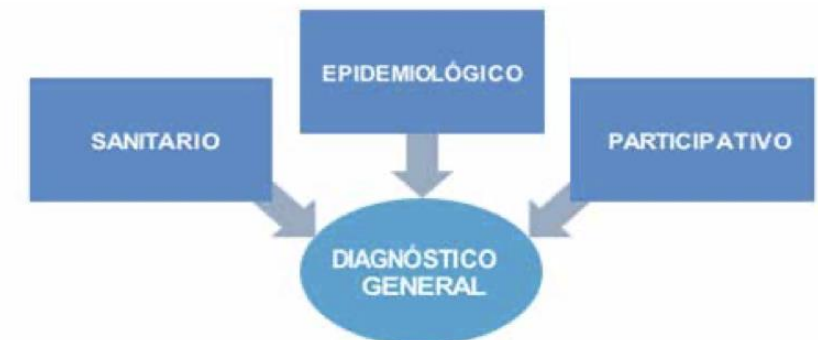 EPIDEMIOLÓGICO
SANITARIO
PARTICIPATIVO
DIAGNÓSTICO
GENERAL